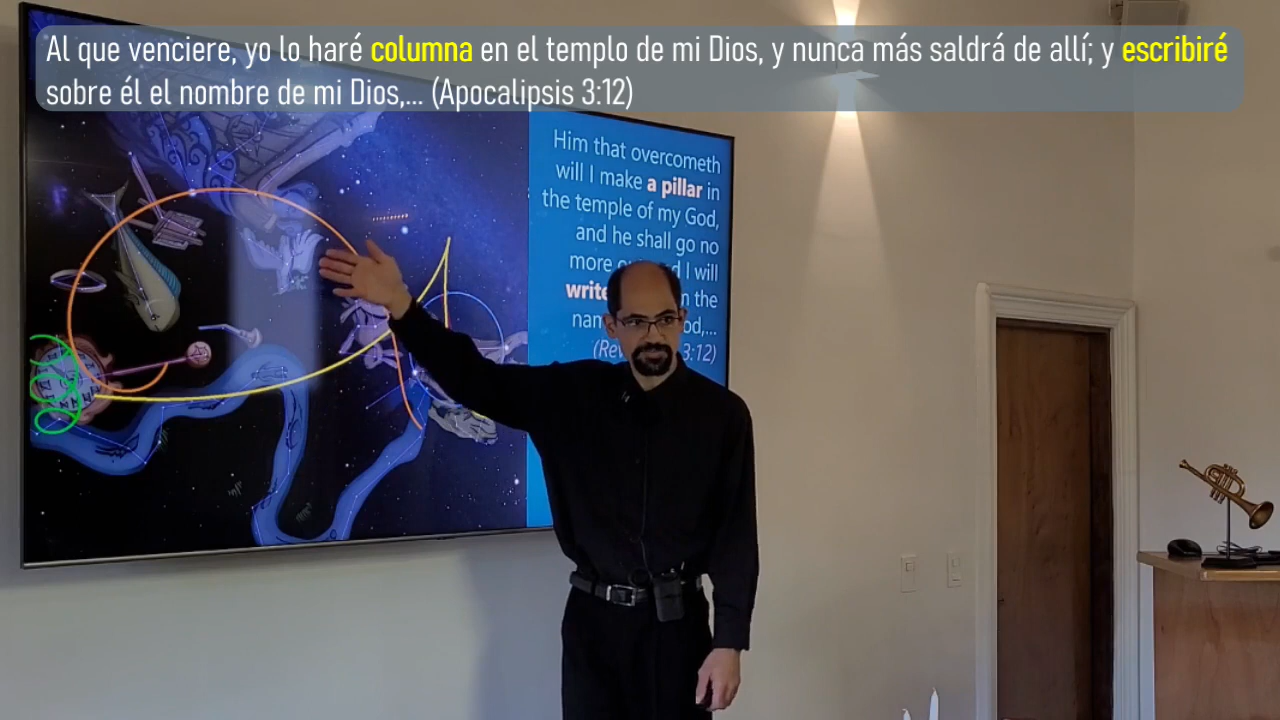 Al que venciere, yo lo haré columna en el templo de mi Dios, y nunca más saldrá de allí; y escribiré
sobre él el nombre de mi Dios,... (Apocalipsis 3:12)
Him that overcometh
will I make a pillar in
the temple of my God,
and he shall go no
more I will
write the
od,...
3:12)